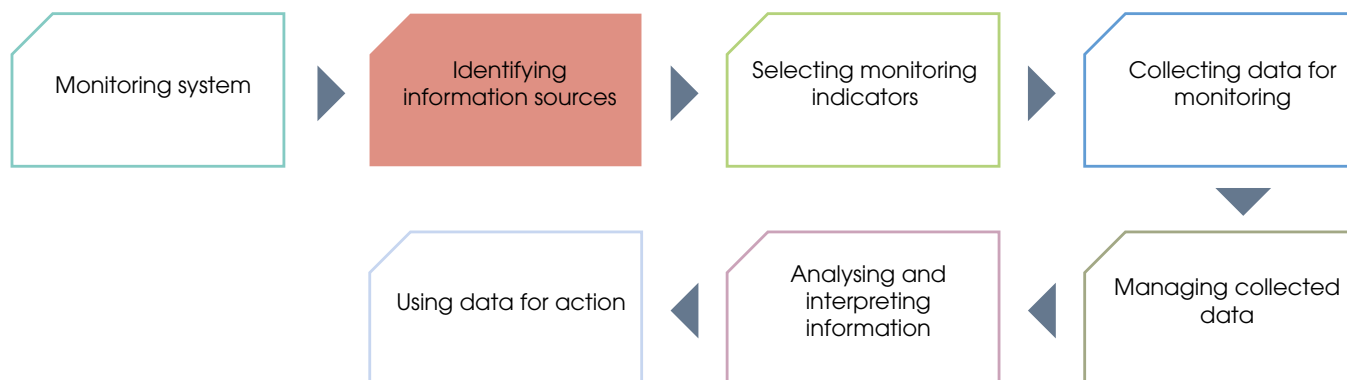 Monitoring system
Identifying
information sources
Selecting monitoring
indicators
Collecting data for
monitoring
Managing collected
data
Analysing and
interpreting
information
Using data for action